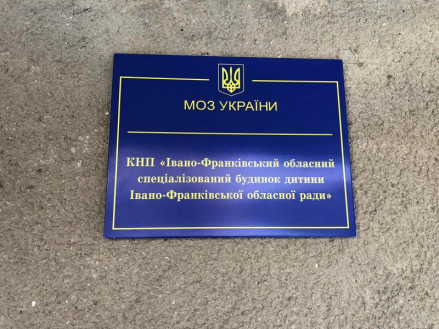 МОЗ УКРАЇНИ
КНП «Івано-Франківський обласний
спеціалізований будинок дитини
Івано-Франківської обласної ради»